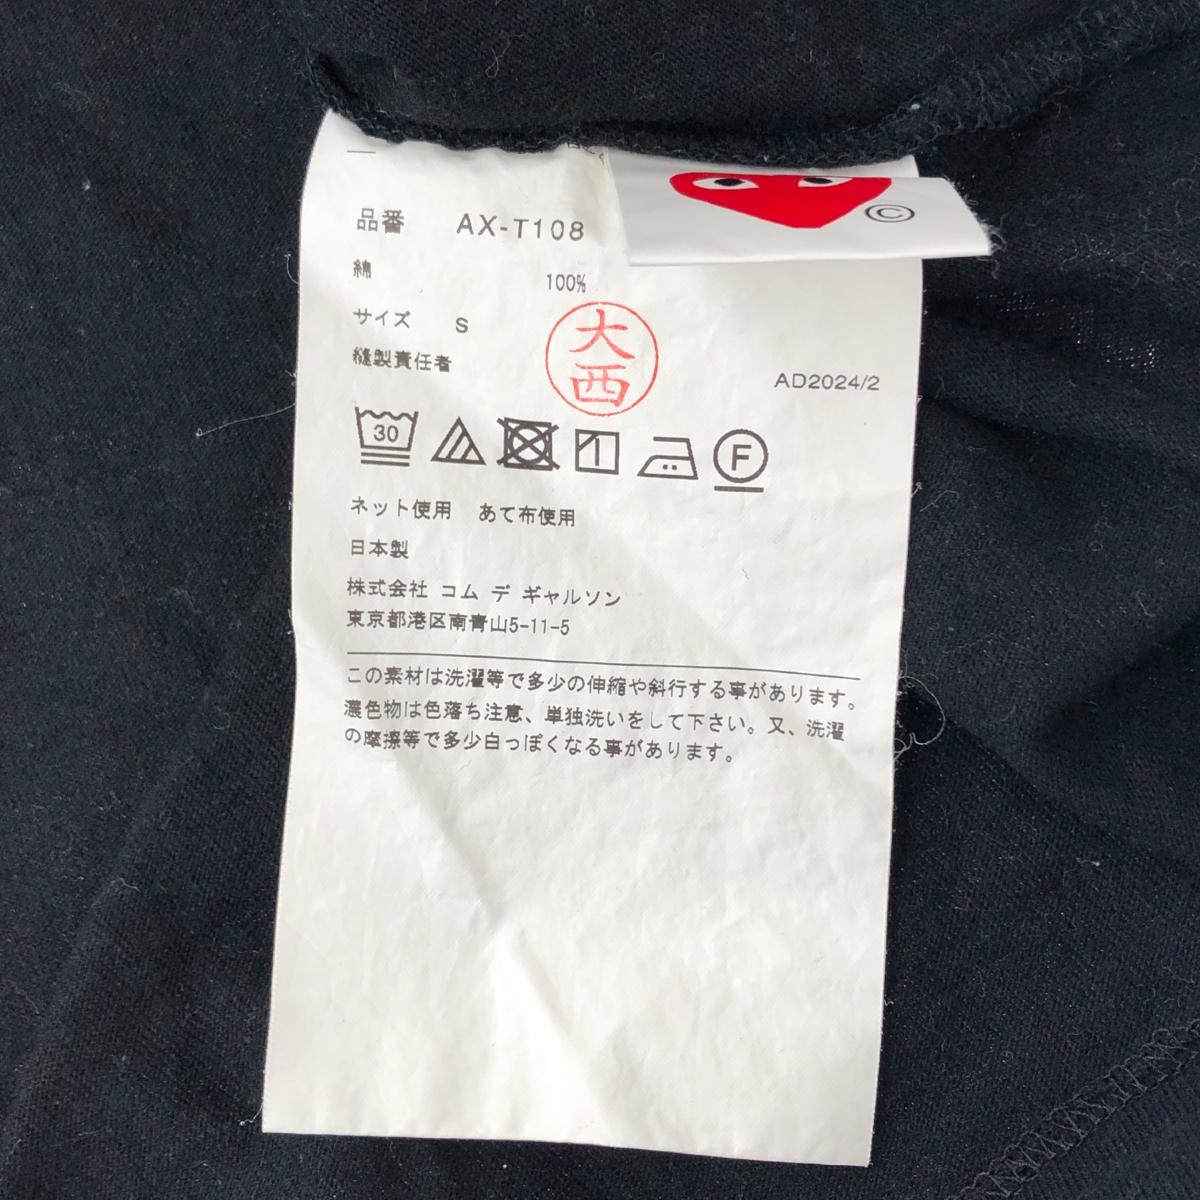 ©
品番 AX-T108
綿 100%
サイズ S
縫製責任者
大西
AD2024/2
30
F
ネット使用 あて布使用
日本製
株式会社 コム デ ギャルソン
東京都港区南青山5-11-5
この素材は洗濯等で多少の伸縮や斜行する事があります。
濃色物は色落ち注意、単独洗いをして下さい。又、洗濯
の摩擦等で多少白っぽくなる事があります。